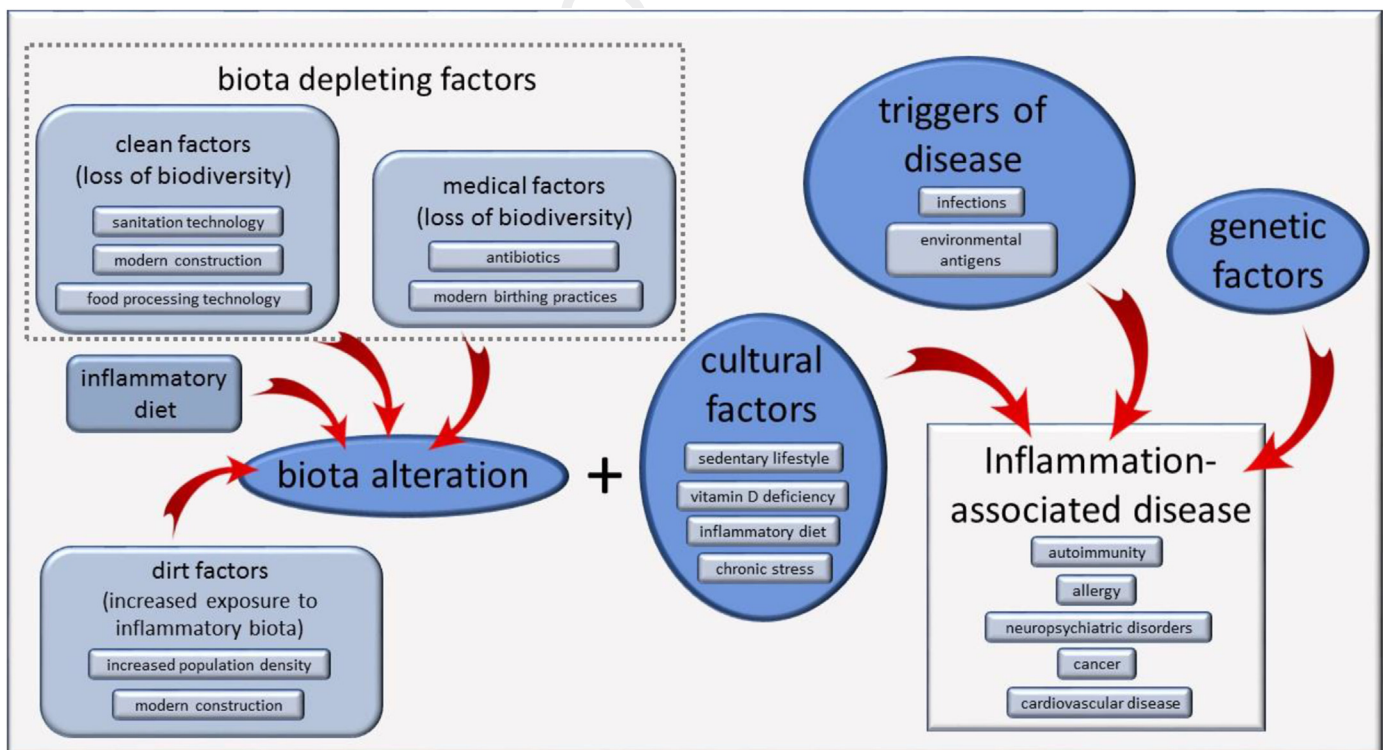 biota depleting factors
clean factors
(loss of biodiversity)
sanitation technology
modern construction
food processing technology
medical factors
(loss of biodiversity)
antibiotics
modern birthing practices
inflammatory
diet
biota alteration
dirt factors
(increased exposure to
inflammatory biota)
increased population density
modern construction
+
cultural
factors
sedentary lifestyle
vitamin D deficiency
inflammatory diet
chronic stress
triggers of
disease
infections
environmental
antigens
genetic
factors
Inflammation-
associated disease
autoimmunity
allergy
neuropsychiatric disorders
cancer
cardiovascular disease